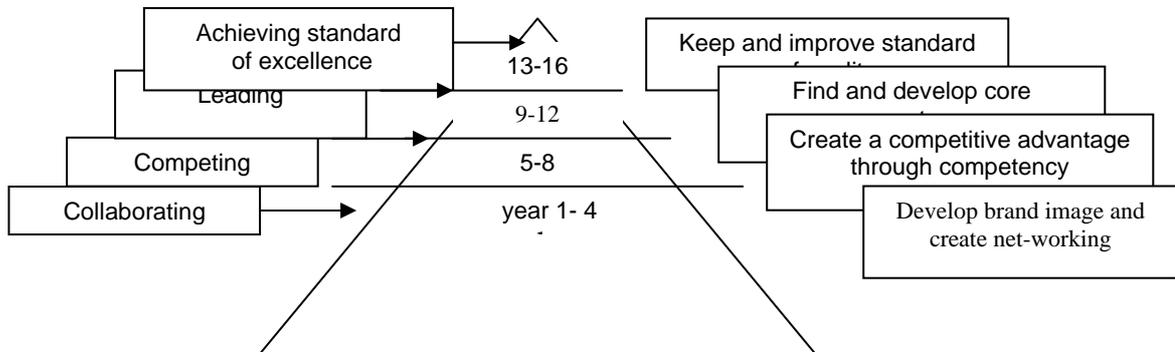 Achieving standard
of excellence
Leading
Competing
Collaborating
13-16
9-12
5-8
year 1- 4
Keep and improve standard
Find and develop core
Create a competitive advantage
through competency
Develop brand image and
create net-working